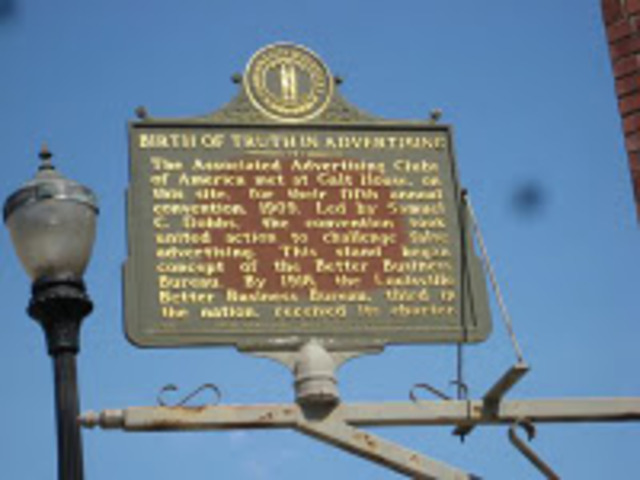 BIRTH OF TRUTH IN ADVERTISING
The Associated Advertising Clubs
of America met at Galt House, on
this site, for their fifth annual
convention, 1909. Led by Samuel
C. Dobbs, the convention took
united action to challenge false
advertising. This stand began
concept of the Better Business
Bureau. By the Louisville
Better Business Bureau, third in
the nation, received its charter